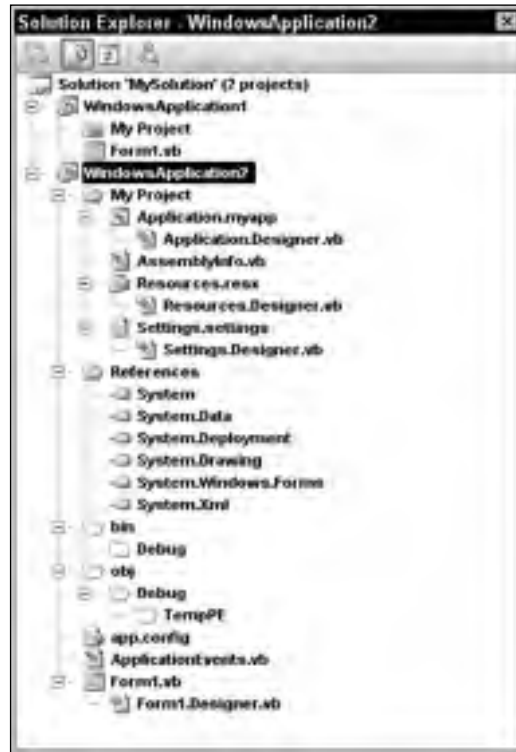 Solution Explorer - WindowsApplication2
Solution 'MySolution' (2 projects)
WindowsApplication1
My Project
Form1.vb
WindowsApplication2
My Project
Application.myapp
Application.Designer.vb
AssemblyInfo.vb
Resources.resx
Resources.Designer.vb
Settings.settings
Settings.Designer.vb
References
System
System.Data
System.Deployment
System.Drawing
System.Windows.Forms
System.Xml
bin
Debug
obj
Debug
TempPE
app.config
ApplicationEvents.vb
Form1.vb
Form1.Designer.vb